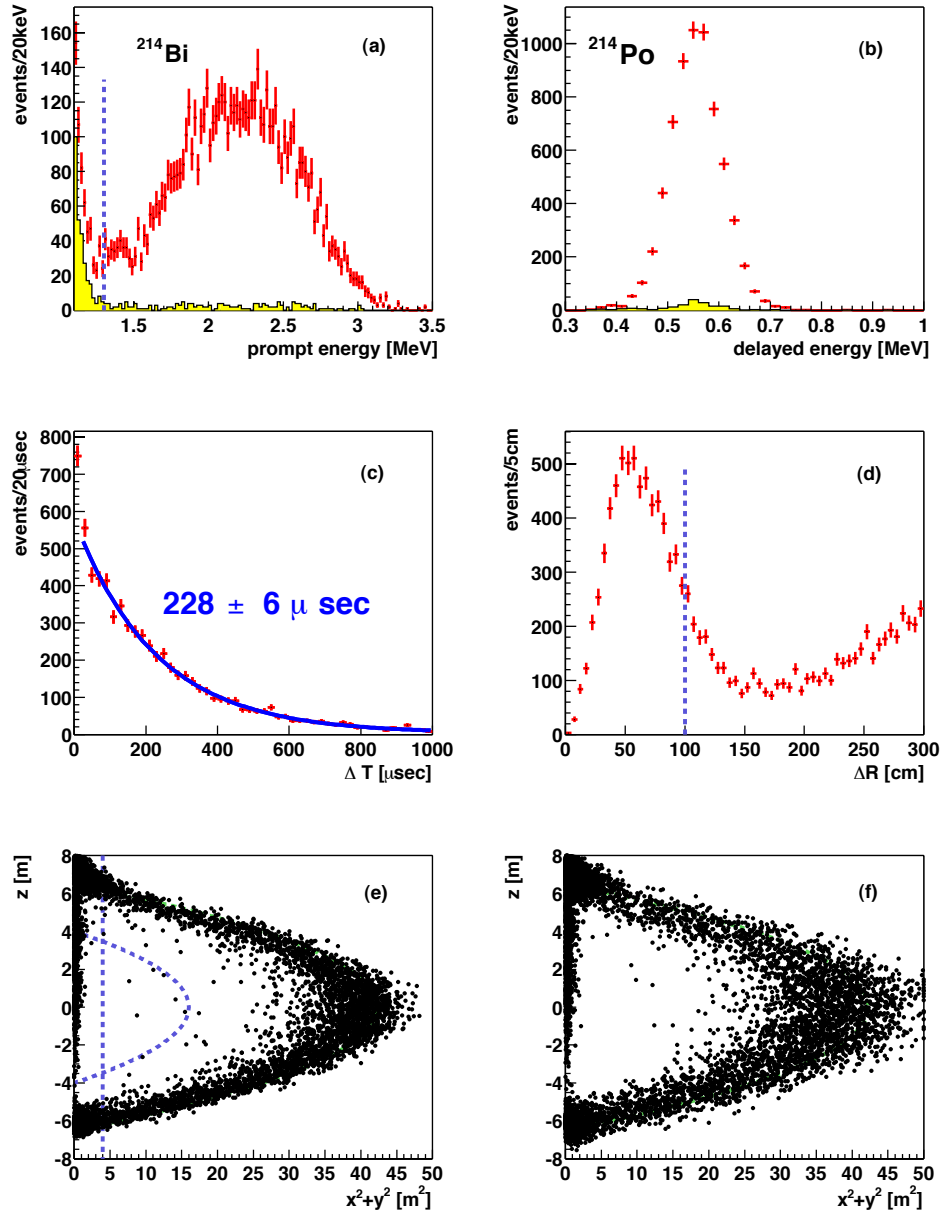 events/20keV
175
150
125
100
80
60
40
20
0
²¹⁴Bi
(a)
1.5 2 2.5 3 3.5
prompt energy [MeV]
events/20keV
1000
800
600
400
200
0
²¹⁴Po
(b)
0.3 0.4 0.5 0.6 0.7 0.8 0.9 1
delayed energy [MeV]
events/20μsec
800
700
600
500
400
300
200
100
0
(c)
228 ± 6 μ sec
0 200 400 600 800 1000
Δ T [μsec]
events/5cm
500
400
300
200
100
0
(d)
0 50 100 150 200 250 300
ΔR [cm]
z [m]
8
6
4
2
0
-2
-4
-6
-8
(e)
0 5 10 15 20 25 30 35 40 45 50
x²+y² [m²]
z [m]
8
6
4
2
0
-2
-4
-6
-8
(f)
0 5 10 15 20 25 30 35 40 45 50
x²+y² [m²]